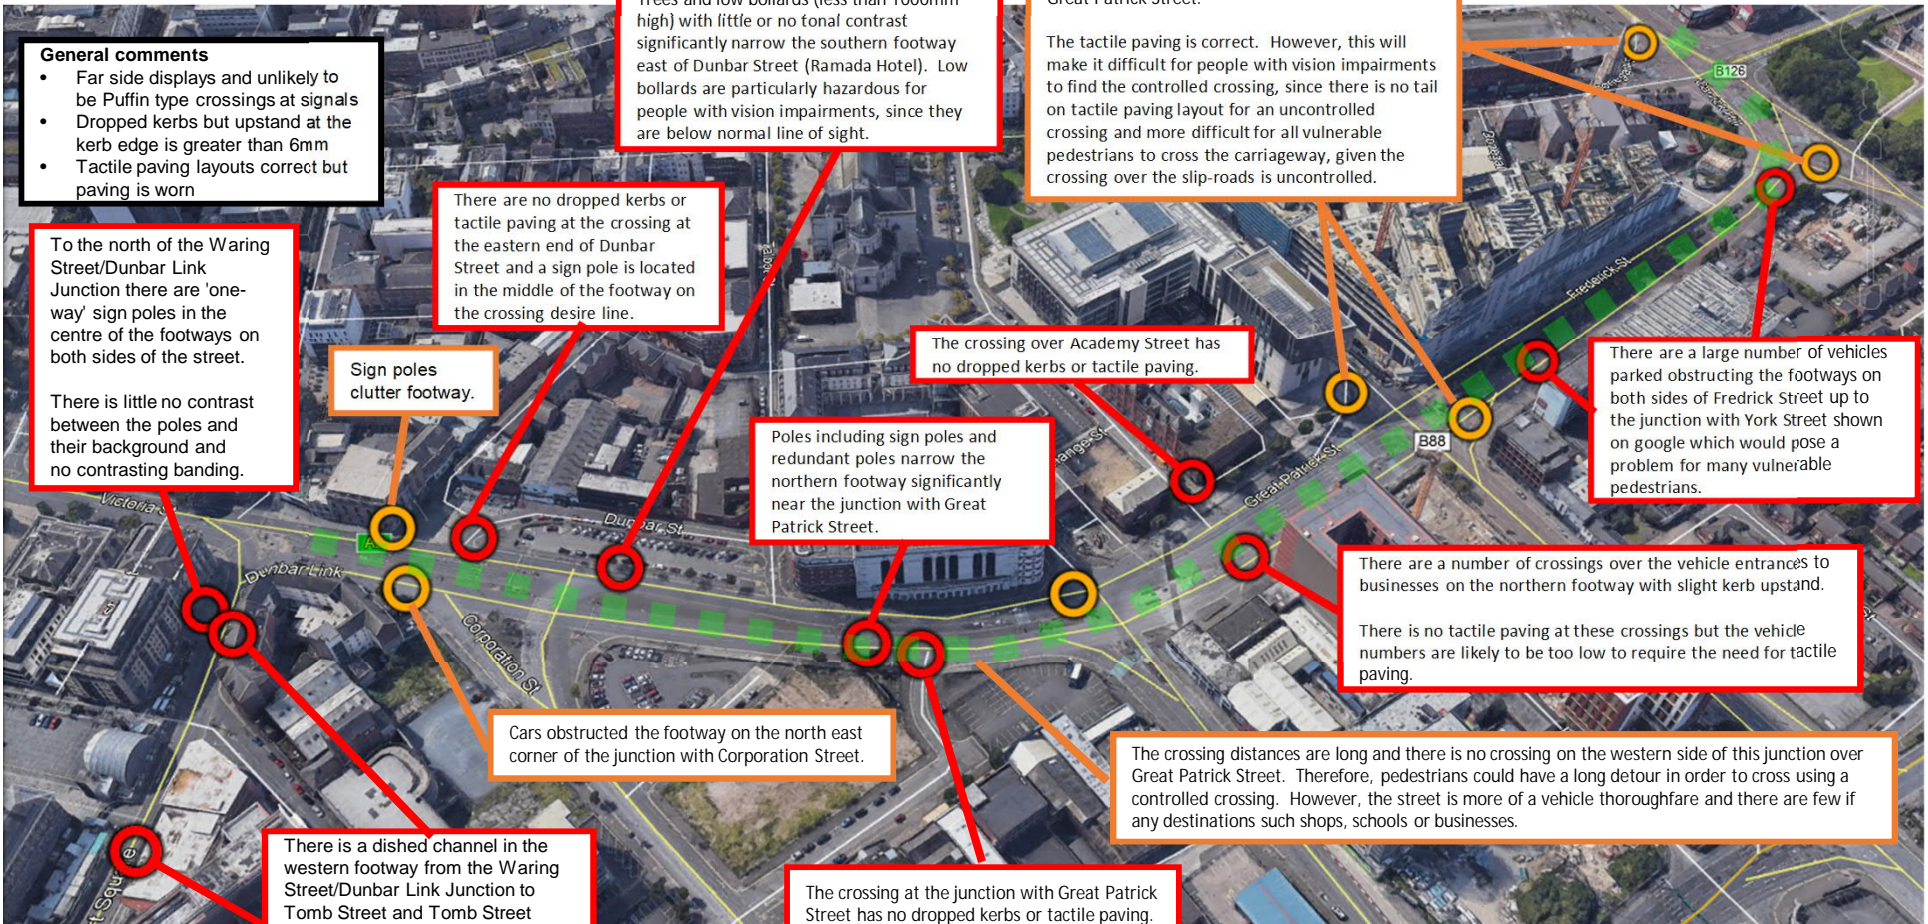 General comments
• Far side displays and unlikely to
be Puffin type crossings at signals
• Dropped kerbs but upstand at the
kerb edge is greater than 6mm
• Tactile paving layouts correct but
paving is worn
Trees and low bollards (less than 1000mm
high) with little or no tonal contrast
significantly narrow the southern footway
east of Dunbar Street (Ramada Hotel). Low
bollards are particularly hazardous for
people with vision impairments, since they
are below normal line of sight.
Great Patrick Street.
The tactile paving is correct. However, this will
make it difficult for people with vision impairments
to find the controlled crossing, since there is no tail
on tactile paving layout for an uncontrolled
crossing and more difficult for all vulnerable
pedestrians to cross the carriageway, given the
crossing over the slip-roads is uncontrolled.
B126
To the north of the Waring
Street/Dunbar Link
Junction there are 'one-
way' sign poles in the
centre of the footways on
both sides of the street.
There is little no contrast
between the poles and
their background and
no contrasting banding.
There are no dropped kerbs or
tactile paving at the crossing at
the eastern end of Dunbar
Street and a sign pole is located
in the middle of the footway on
the crossing desire line.
Sign poles
clutter footway.
The crossing over Academy Street has
no dropped kerbs or tactile paving.
Frederick St
There are a large number of vehicles
parked obstructing the footways on
both sides of Fredrick Street up to
the junction with York Street shown
on google which would pose a
problem for many vulnerable
pedestrians.
Poles including sign poles and
redundant poles narrow the
northern footway significantly
near the junction with Great
Patrick Street.
B88
Great Patrick St
Victoria St
Dunbar St
Dunbar Link
Corporation St
There are a number of crossings over the vehicle entrances to
businesses on the northern footway with slight kerb upstand.
There is no tactile paving at these crossings but the vehicle
numbers are likely to be too low to require the need for tactile
paving.
Cars obstructed the footway on the north east
corner of the junction with Corporation Street.
The crossing distances are long and there is no crossing on the western side of this junction over
Great Patrick Street. Therefore, pedestrians could have a long detour in order to cross using a
controlled crossing. However, the street is more of a vehicle thoroughfare and there are few if
any destinations such shops, schools or businesses.
There is a dished channel in the
western footway from the Waring
Street/Dunbar Link Junction to
Tomb Street and Tomb Street
The crossing at the junction with Great Patrick
Street has no dropped kerbs or tactile paving.